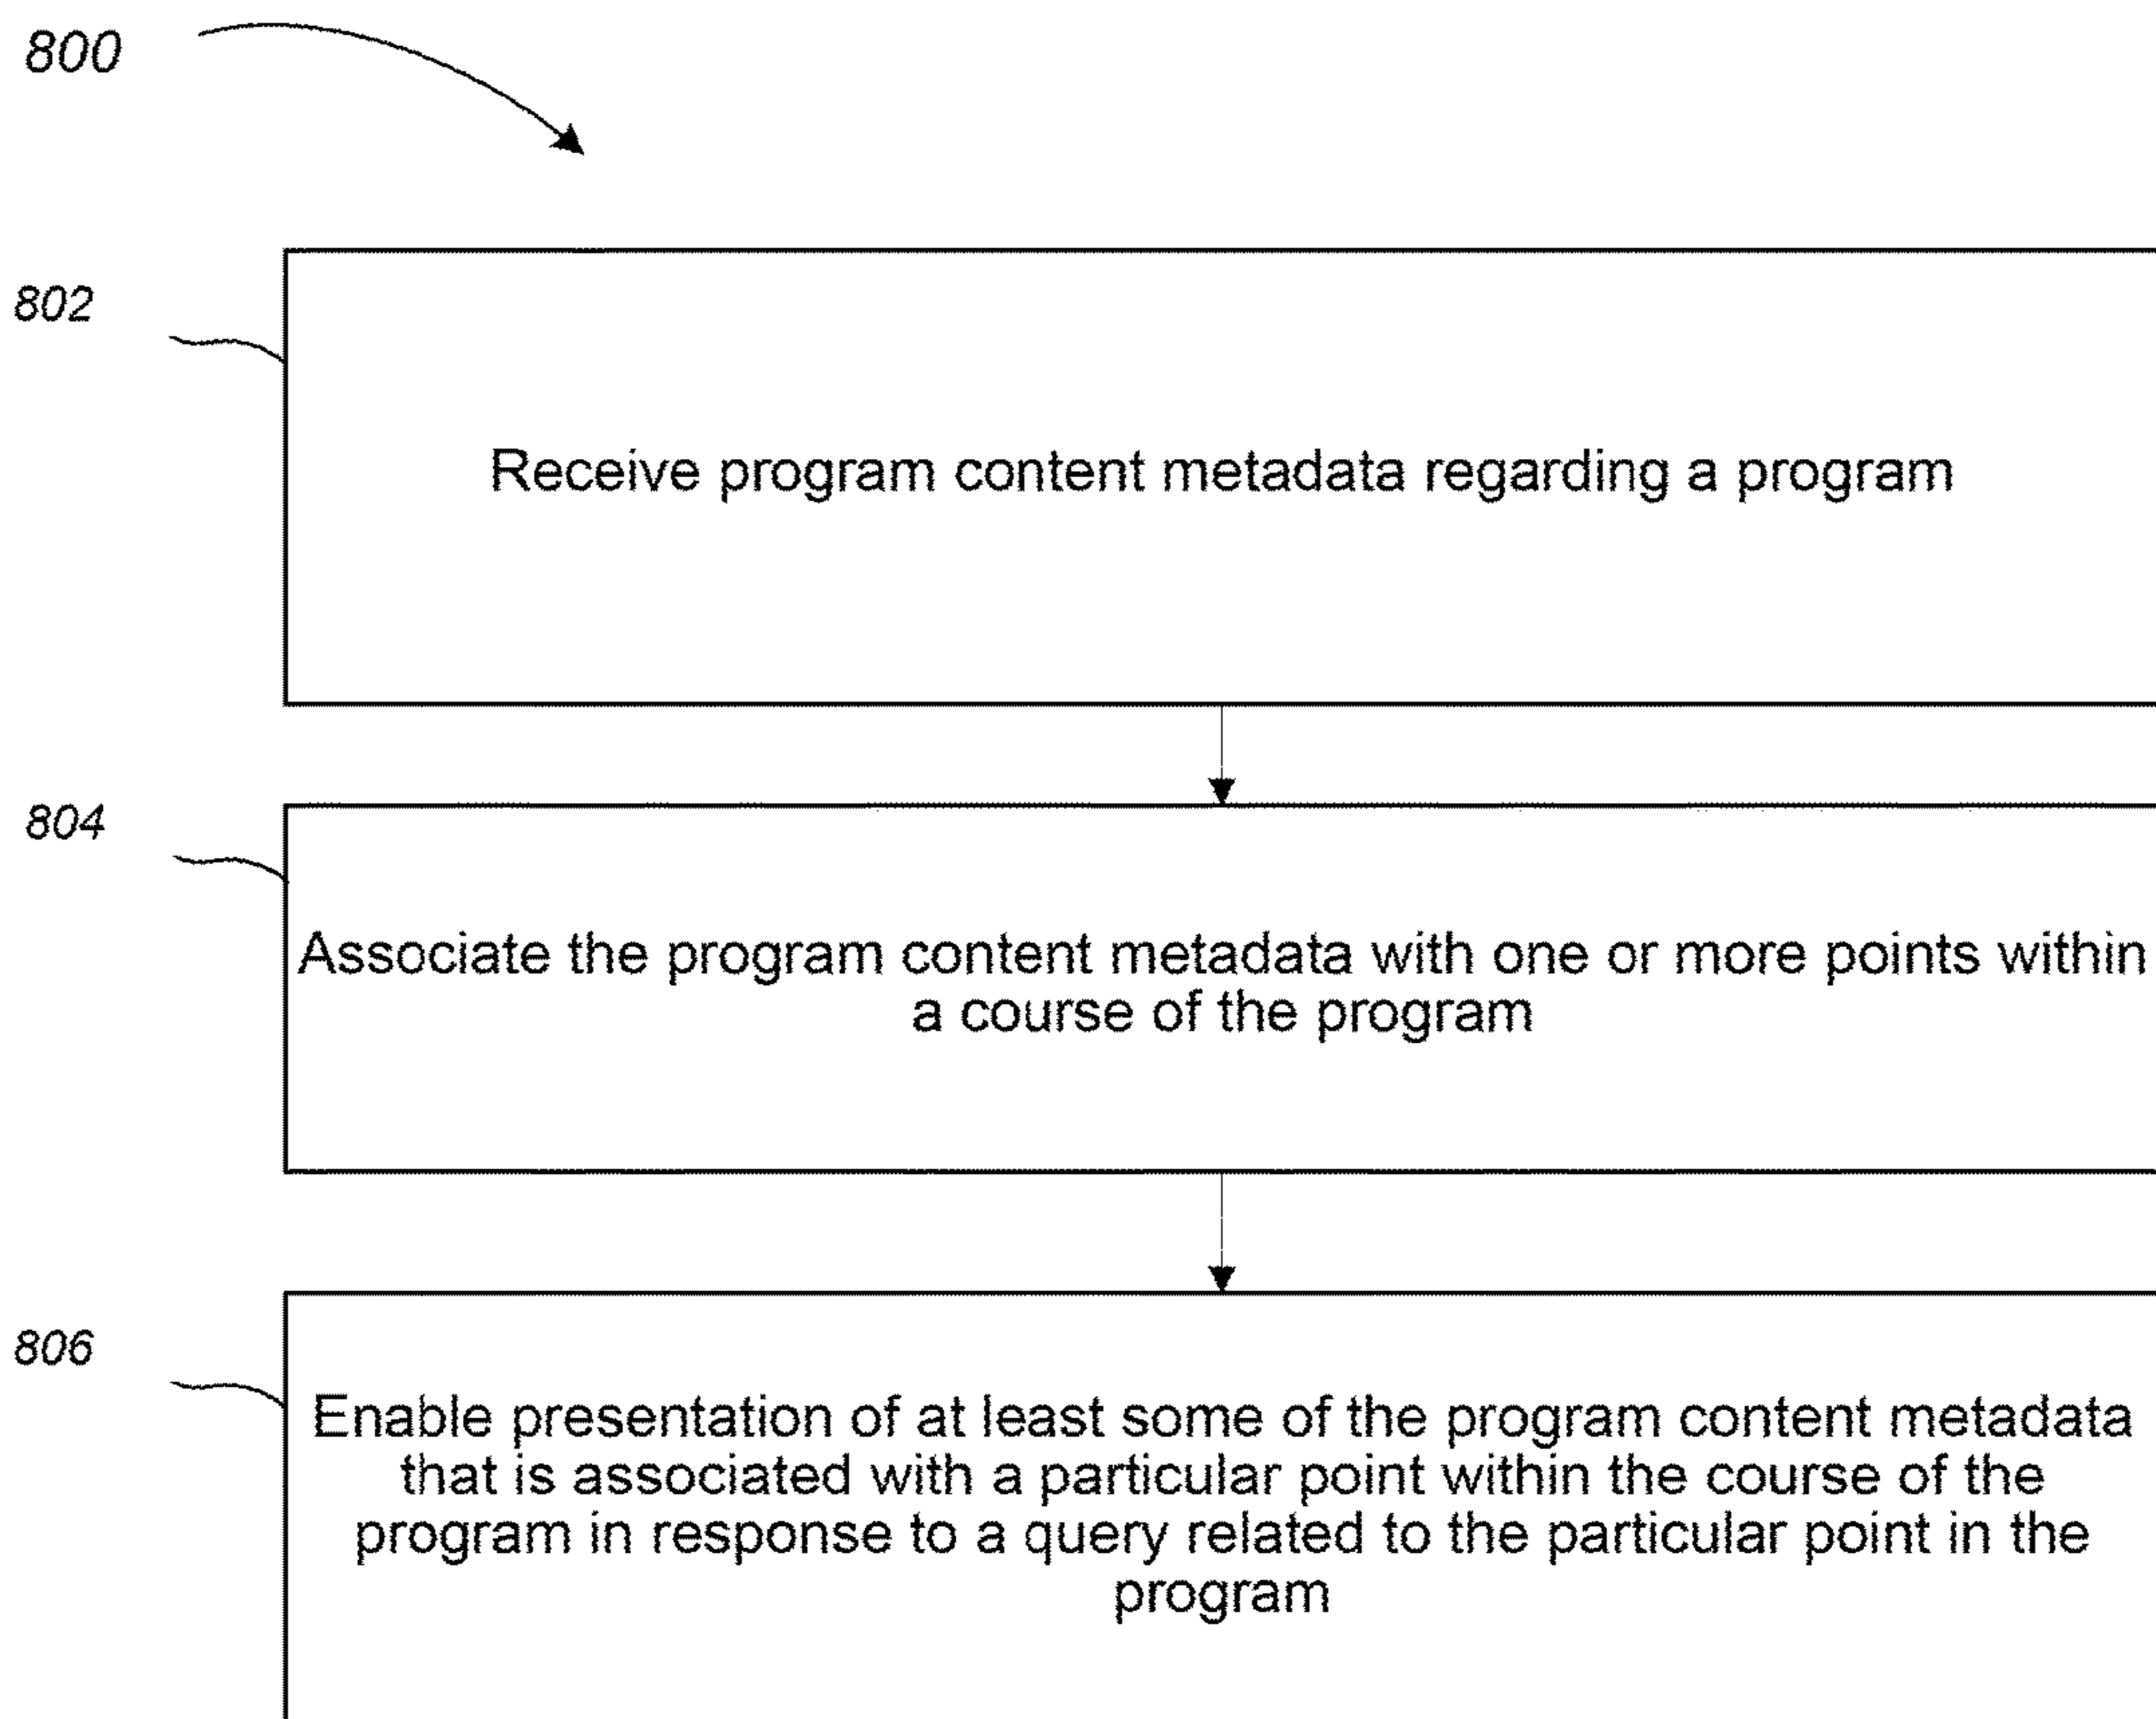 800
802
Receive program content metadata regarding a program
804
Associate the program content metadata with one or more points within
a course of the program
806
Enable presentation of at least some of the program content metadata
that is associated with a particular point within the course of the
program in response to a query related to the particular point in the
program